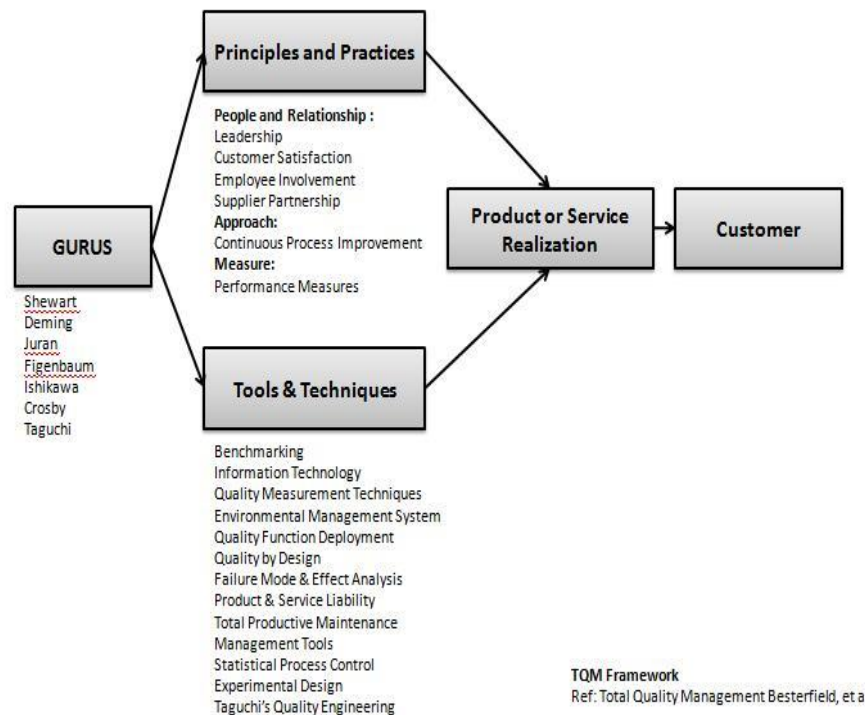 GURUS
Shewart
Deming
Juran
Figenbaum
Ishikawa
Crosby
Taguchi
Principles and Practices
People and Relationship :
Leadership
Customer Satisfaction
Employee Involvement
Supplier Partnership
Approach:
Continuous Process Improvement
Measure:
Performance Measures
Tools & Techniques
Benchmarking
Information Technology
Quality Measurement Techniques
Environmental Management System
Quality Function Deployment
Quality by Design
Failure Mode & Effect Analysis
Product & Service Liability
Total Productive Maintenance
Management Tools
Statistical Process Control
Experimental Design
Taguchi's Quality Engineering
Product or Service
Realization
Customer
TQM Framework
Ref: Total Quality Management Besterfield, et a